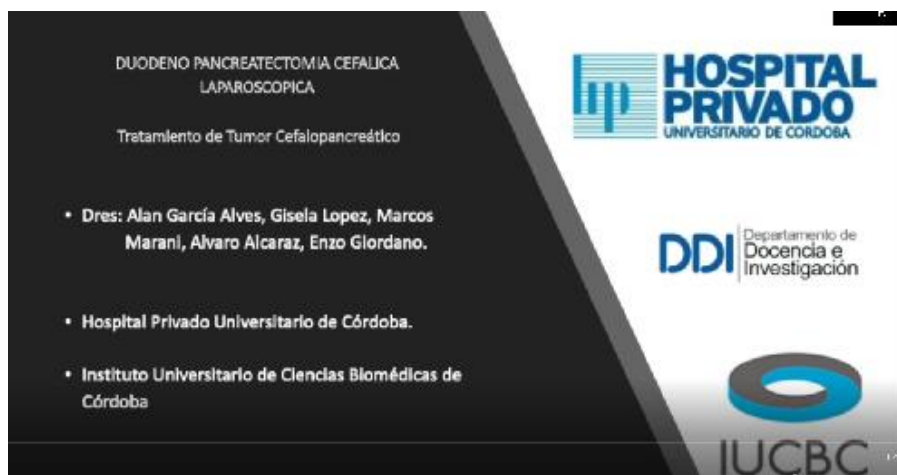 DUODENO PANCREATECTOMIA CEFALICA
LAPAROSCOPICA
Tratamiento de Tumor Cefalopancreático
• Dres: Alan García Alves, Gisela Lopez, Marcos
Marani, Alvaro Alcaraz, Enzo Giordano.
• Hospital Privado Universitario de Córdoba.
• Instituto Universitario de Ciencias Biomédicas de
Córdoba
hp
HOSPITAL
PRIVADO
UNIVERSITARIO DE CORDOBA
DDI
Departamento de
Docencia e
Investigación
IUCBC